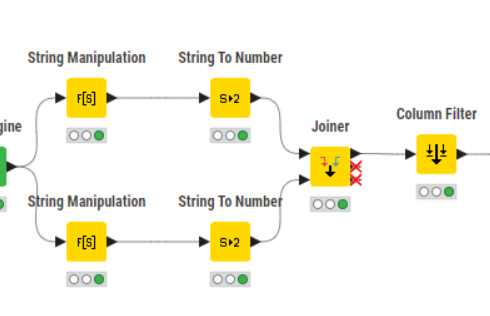 String Manipulation
String To Number
F[S]
S▸2
Joiner
Column Filter
gine
String Manipulation
String To Number
F[S]
S▸2